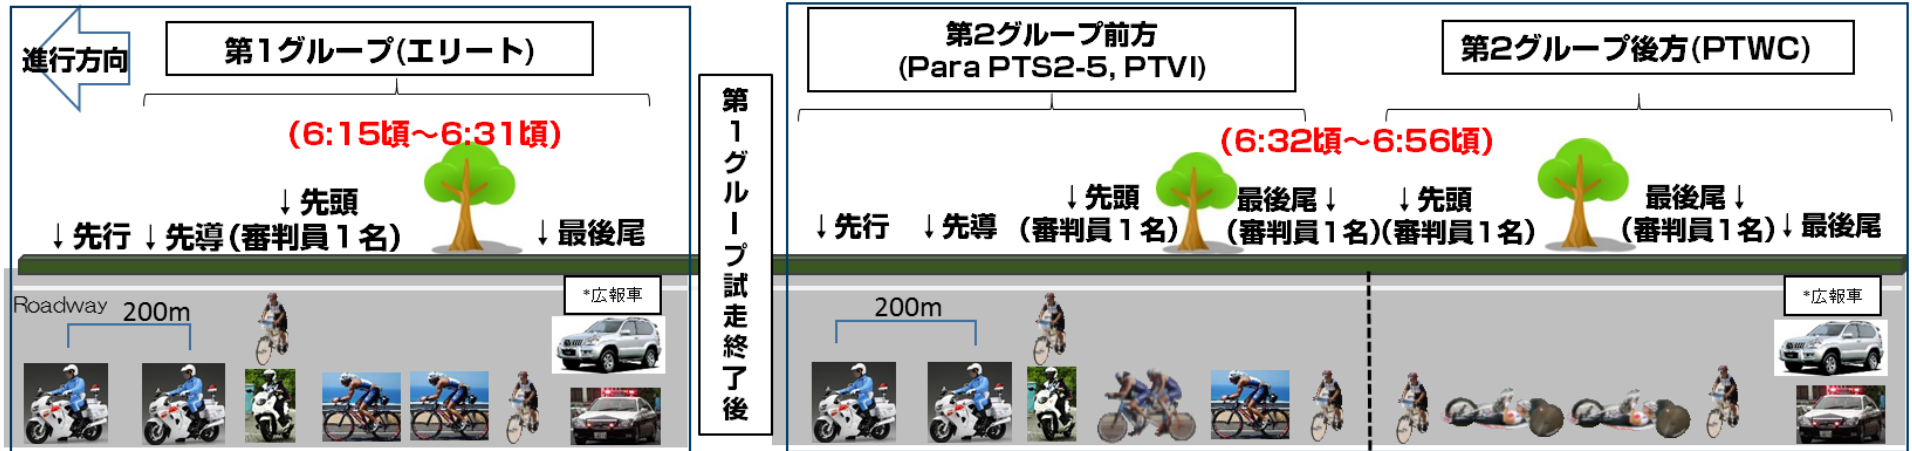 進行方向
第1グループ(エリート)
(6:15頃～6:31頃)
↓先行
↓先導
↓先頭
(審判員1名)
↓最後尾
Roadway
200m
*広報車
第1グループ試走終了後
第2グループ前方
(Para PTS2-5, PTVI)
第2グループ後方(PTWC)
(6:32頃～6:56頃)
↓先行
↓先導
↓先頭
(審判員1名)
最後尾↓
(審判員1名)
↓先頭
(審判員1名)
最後尾↓
(審判員1名)
↓最後尾
200m
*広報車